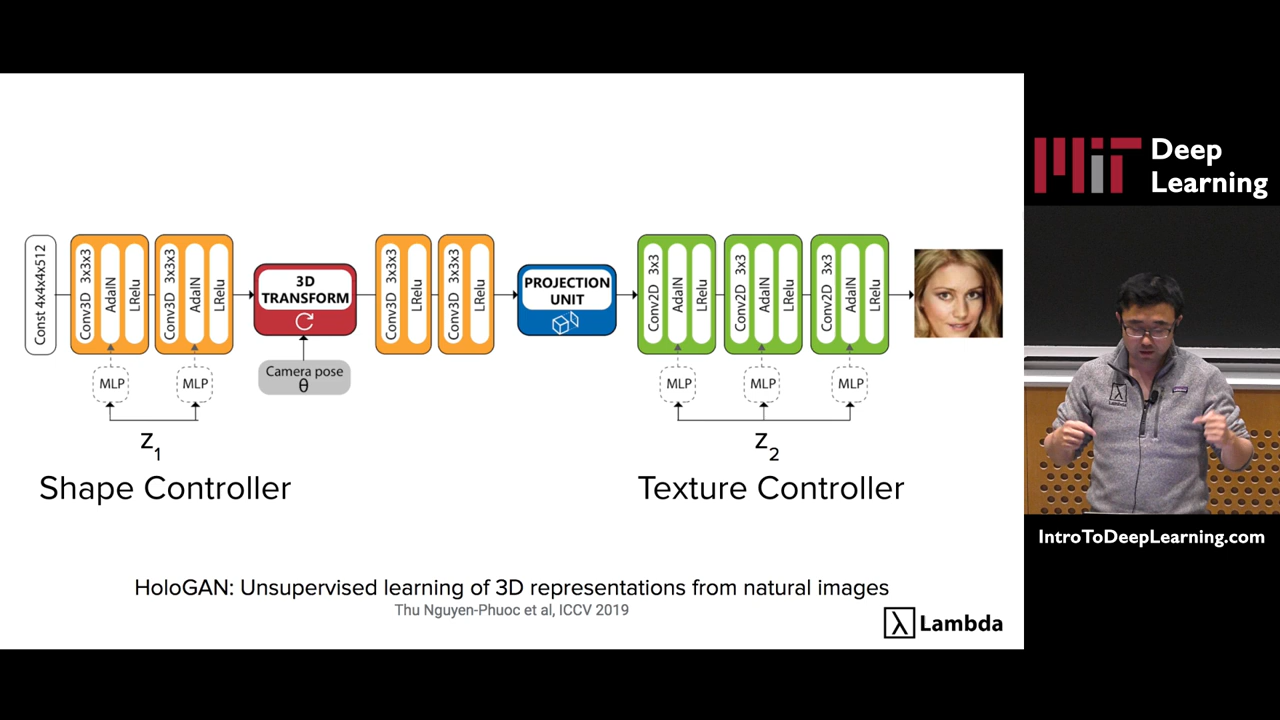 Const 4x4x4x512
Conv3D 3x3x3
AdaIN
LRelu
Conv3D 3x3x3
AdaIN
LRelu
3D
TRANSFORM
Conv3D 3x3x3
LRelu
Conv3D 3x3x3
LRelu
PROJECTION
UNIT
Conv2D 3x3
AdaIN
LRelu
Conv2D 3x3
AdaIN
LRelu
Conv2D 3x3
AdaIN
LRelu
MLP
MLP
Camera pose
θ
MLP
MLP
MLP
z1
z2
Shape Controller
Texture Controller
HoloGAN: Unsupervised learning of 3D representations from natural images
Thu Nguyen-Phuoc et al, ICCV 2019
λ Lambda
MIT
Deep
Learning
λ
Lambda
IntroToDeepLearning.com